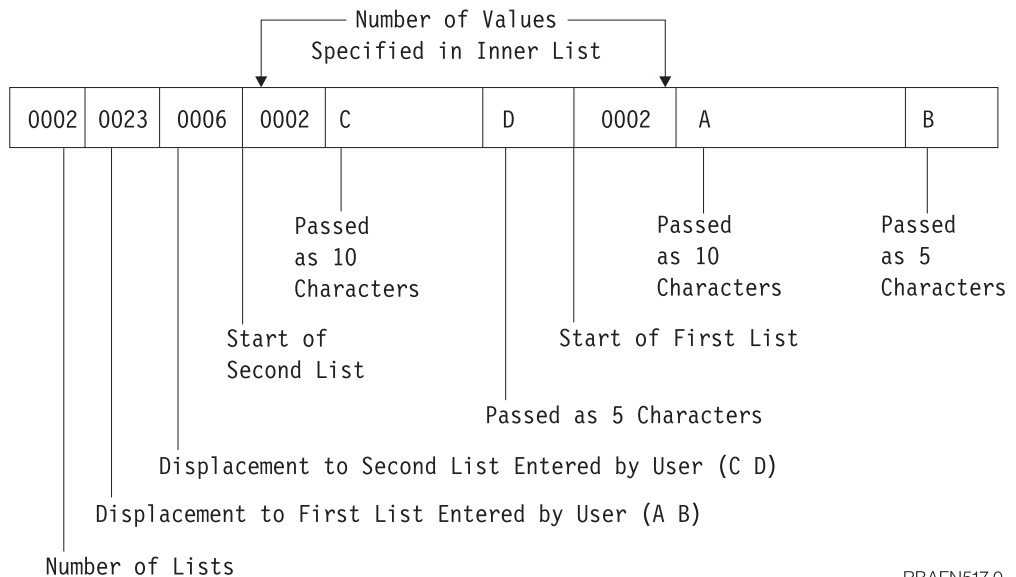 Number of Values
Specified in Inner List
0002 0023 0006 0002 C D 0002 A B
Passed
as 10
Characters
Passed
as 10
Characters
Passed
as 5
Characters
Start of
Second List
Start of First List
Passed as 5 Characters
Displacement to Second List Entered by User (C D)
Displacement to First List Entered by User (A B)
Number of Lists